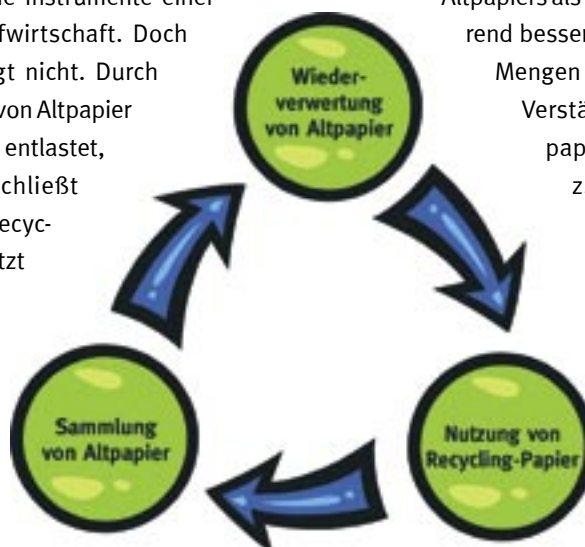 Instrumente einer
fwirtschaft. Doch
gt nicht. Durch
von Altpapier
entlastet,
chließt
ecyc-
tzt
Altpapiers als
rend besser
Mengen
Verstä
pap
z
Wieder-
verwertung
von Altpapier
Sammlung
von Altpapier
Nutzung von
Recycling-Papier